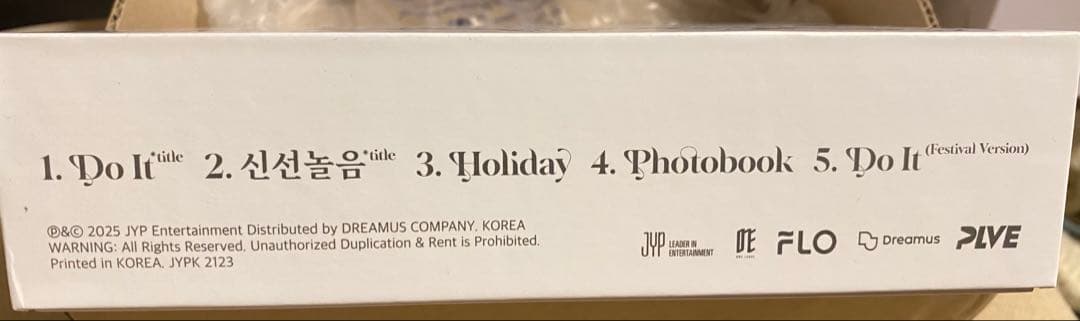 1. Do It *title 2. 신선놀음 *title 3. Holiday 4. Photobook 5. Do It (Festival Version)
℗&© 2025 JYP Entertainment Distributed by DREAMUS COMPANY. KOREA
WARNING: All Rights Reserved. Unauthorized Duplication & Rent is Prohibited.
Printed in KOREA. JYPK 2123
JYP LEADER IN ENTERTAINMENT FLO Dreamus PLVE